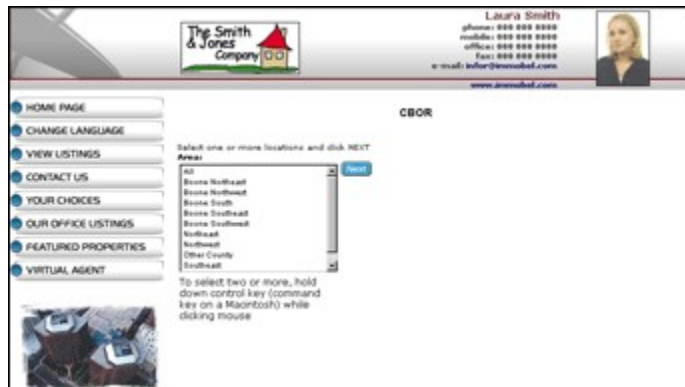 The Smith
& Jones
Company
Laura Smith
phone: 000 000 0000
mobile: 000 000 0000
office: 000 000 0000
fax: 000 000 0000
e-mail: infor@immobel.com
www.immobel.com
HOME PAGE
CHANGE LANGUAGE
VIEW LISTINGS
CONTACT US
YOUR CHOICES
OUR OFFICE LISTINGS
FEATURED PROPERTIES
VIRTUAL AGENT
CBOR
Select one or more locations and click NEXT
Area:
All
Boone Northeast
Boone Northwest
Boone South
Boone Southeast
Boone Southwest
Northeast
Northwest
Other County
Southeast
Next
To select two or more, hold
down control key (command
key on a Macintosh) while
clicking mouse